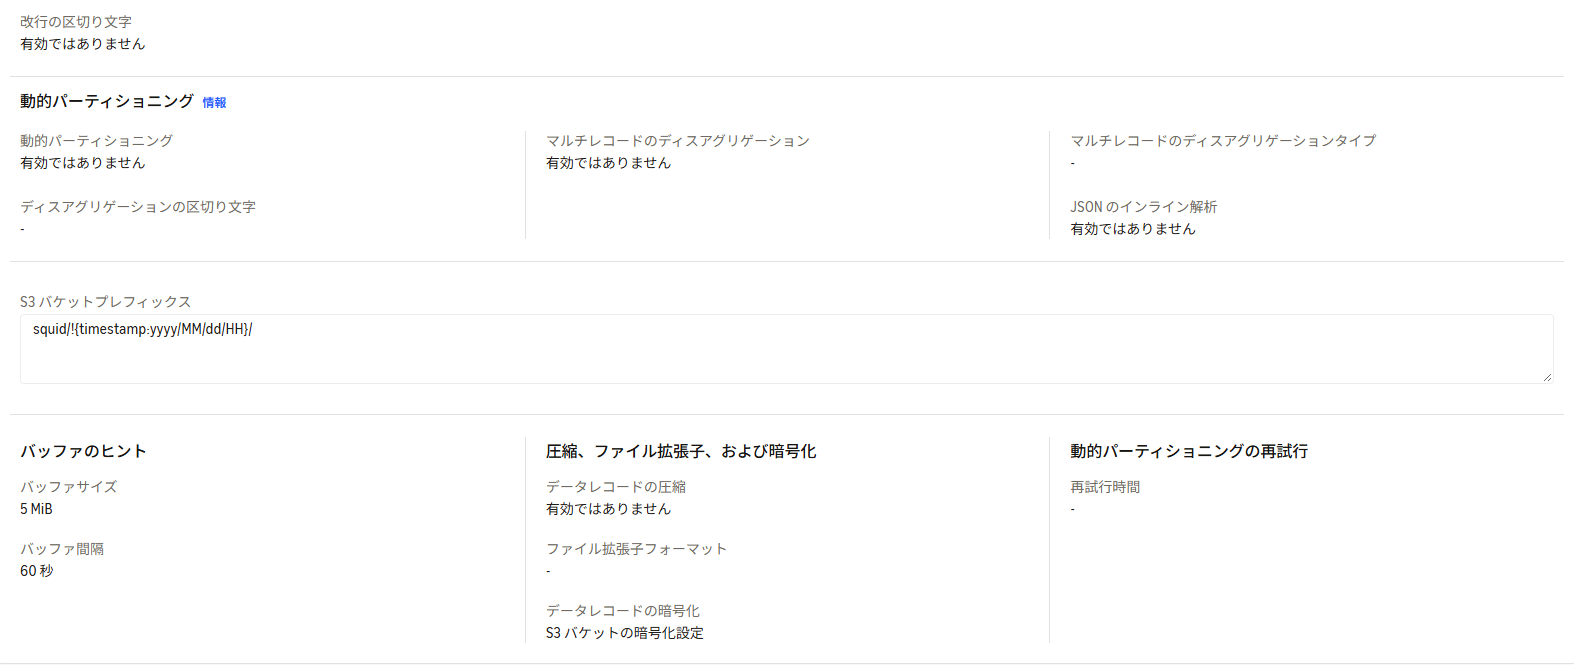 改行の区切り文字
有効ではありません
動的パーティショニング 情報
動的パーティショニング
有効ではありません
マルチレコードのディスアグリゲーション
有効ではありません
マルチレコードのディスアグリゲーションタイプ
-
ディスアグリゲーションの区切り文字
-
JSON のインライン解析
有効ではありません
S3 バケットプレフィックス
squid/!{timestamp:yyyy/MM/dd/HH}/
バッファのヒント
バッファサイズ
5 MiB
バッファ間隔
60 秒
圧縮、ファイル拡張子、および暗号化
データレコードの圧縮
有効ではありません
ファイル拡張子フォーマット
-
データレコードの暗号化
S3 バケットの暗号化設定
動的パーティショニングの再試行
再試行時間
-